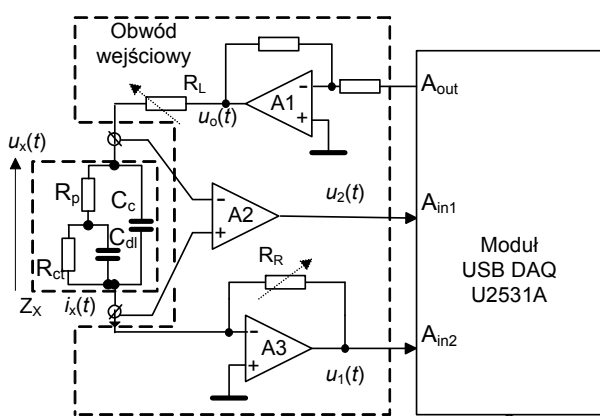 Obwód
wejściowy
R_L
A1
-
+
A_out
u_o(t)
u_x(t)
R_p
C_c
-
A2
+
u_2(t)
A_in1
C_dl
R_ct
Moduł
USB DAQ
U2531A
R_R
Z_X
i_x(t)
-
A3
+
u_1(t)
A_in2